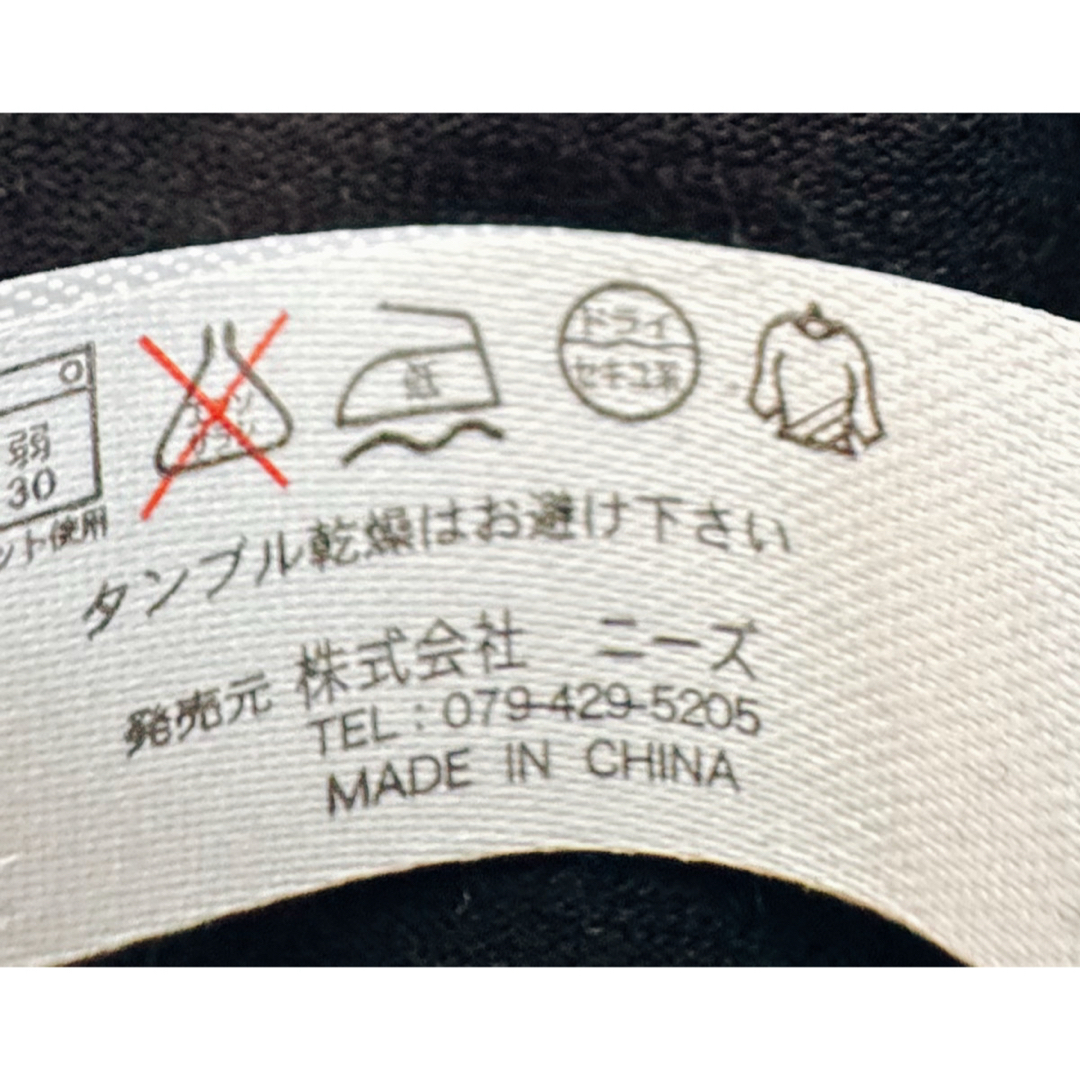 弱
30
ット使用
低
ドライ
セキユ系
タンブル乾燥はお避け下さい
発売元 株式会社 ニーズ
TEL:079-429-5205
MADE IN CHINA